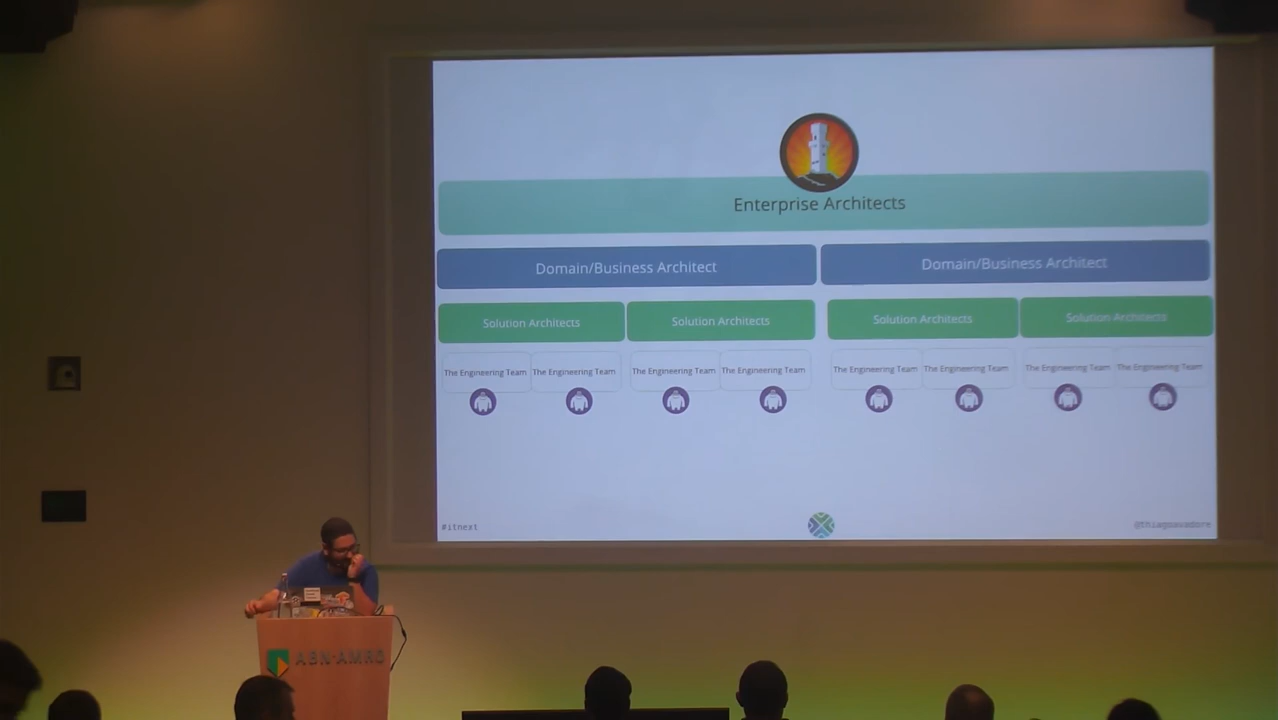 Enterprise Architects
Domain/Business Architect
Domain/Business Architect
Solution Architects
Solution Architects
Solution Architects
Solution Architects
The Engineering Team
The Engineering Team
The Engineering Team
The Engineering Team
The Engineering Team
The Engineering Team
The Engineering Team
The Engineering Team
#itnext
@thiagoavadore
ABN·AMRO